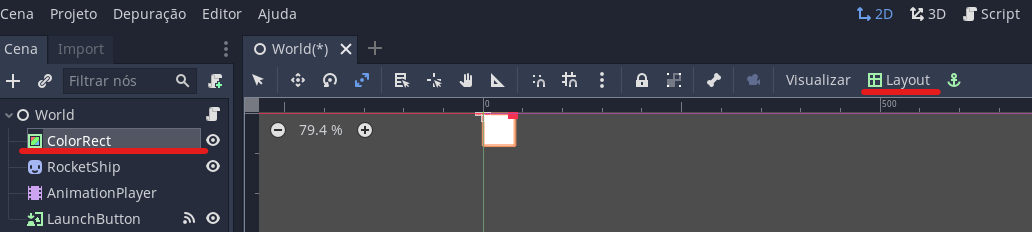 Cena Projeto Depuração Editor Ajuda 2D 3D Script
Cena Import World(*)
Filtrar nós Visualizar Layout
World
0 500
79.4 %
ColorRect
RocketShip
AnimationPlayer
LaunchButton